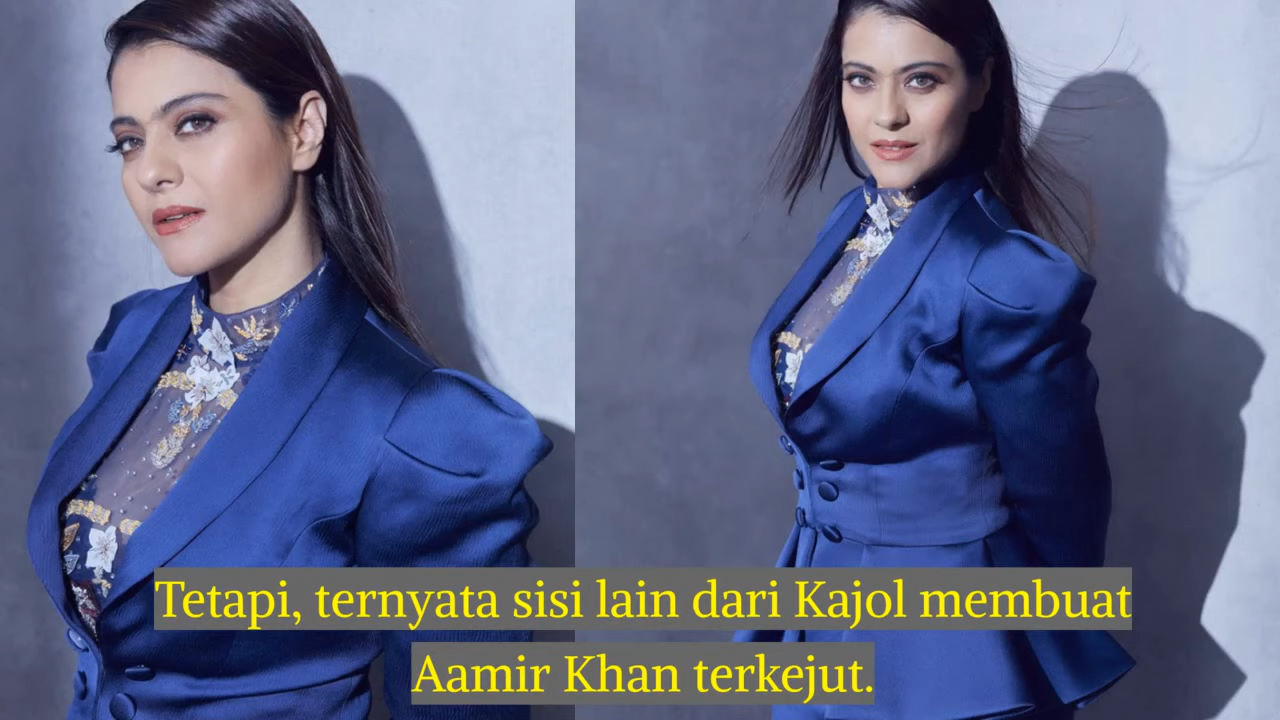 Tetapi, ternyata sisi lain dari Kajol membuat
Aamir Khan terkejut.